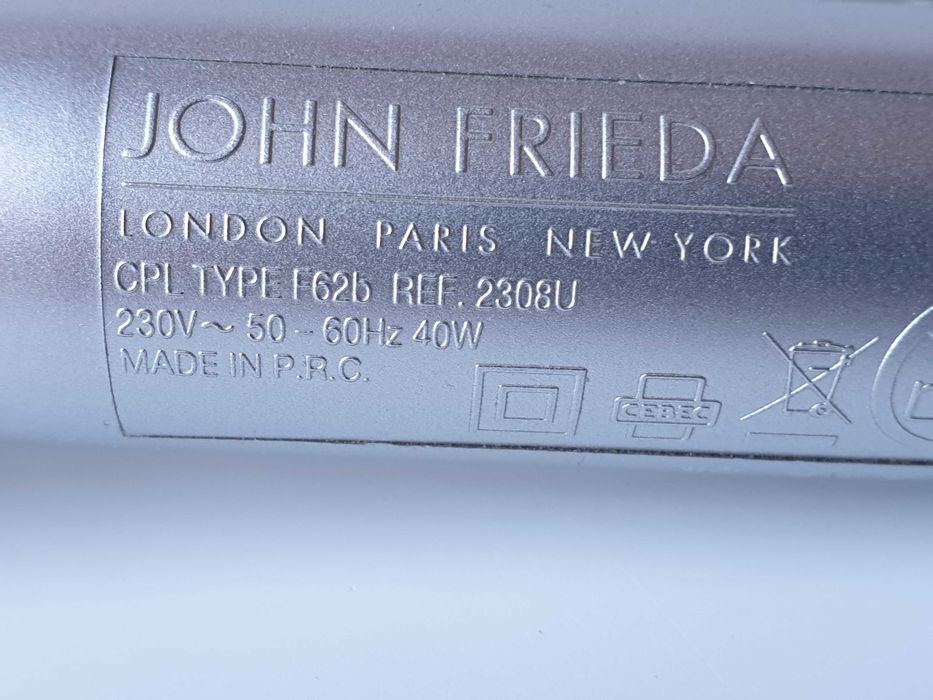 JOHN FRIEDA
LONDON PARIS NEW YORK
CPL TYPE F62b REF. 2308U
230V~ 50 - 60Hz 40W
MADE IN P.R.C.
CEBEC